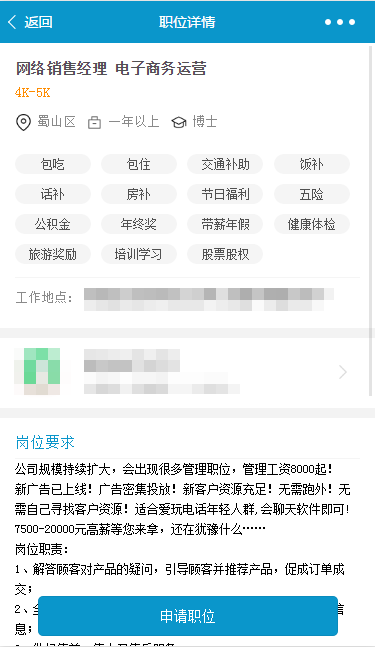 返回 职位详情
网络销售经理 电子商务运营
4K-5K
蜀山区 一年以上 博士
包吃 包住 交通补助 饭补
话补 房补 节日福利 五险
公积金 年终奖 带薪年假 健康体检
旅游奖励 培训学习 股票股权
工作地点:
岗位要求
公司规模持续扩大，会出现很多管理职位，管理工资8000起！
新广告已上线！广告密集投放！新客户资源充足！无需跑外！无
需自己寻找客户资源！适合爱玩电话年轻人群,会聊天软件即可!
7500-20000元高薪等您来拿，还在犹豫什么……
岗位职责：
1、解答顾客对产品的疑问，引导顾客并推荐产品，促成订单成
交；
2、 信
息；
申请职位